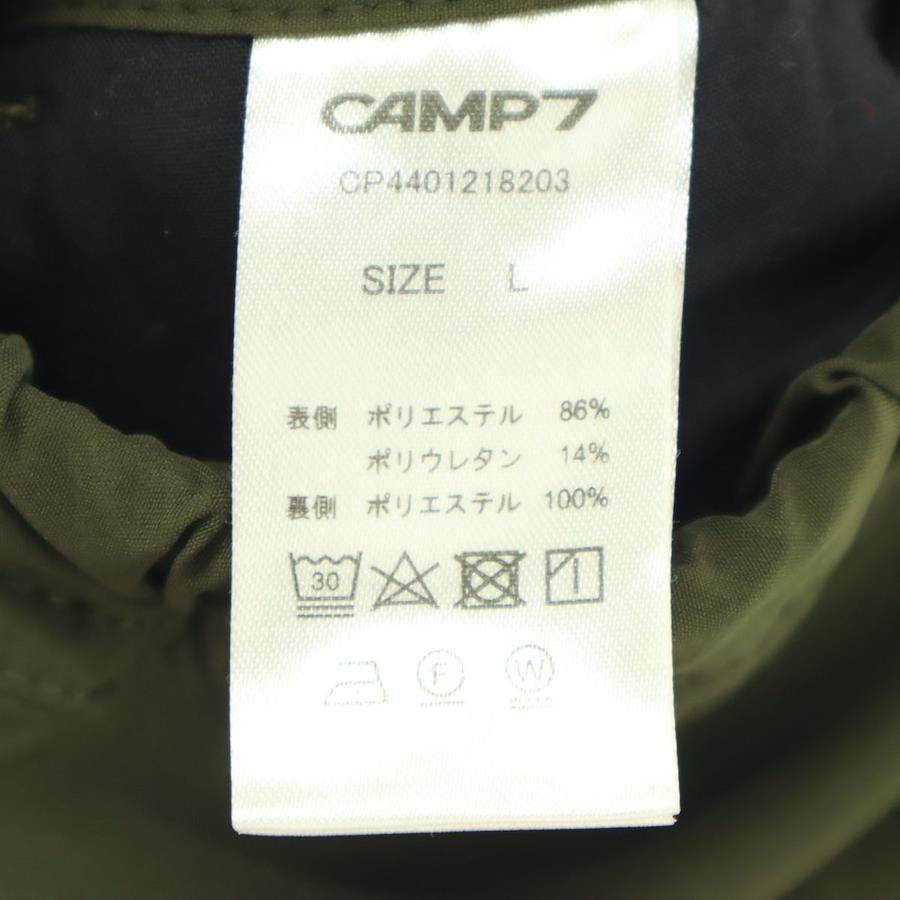 CAMP7
CP4401218203
SIZE L
表側 ポリエステル 86%
ポリウレタン 14%
裏側 ポリエステル 100%
30
F W